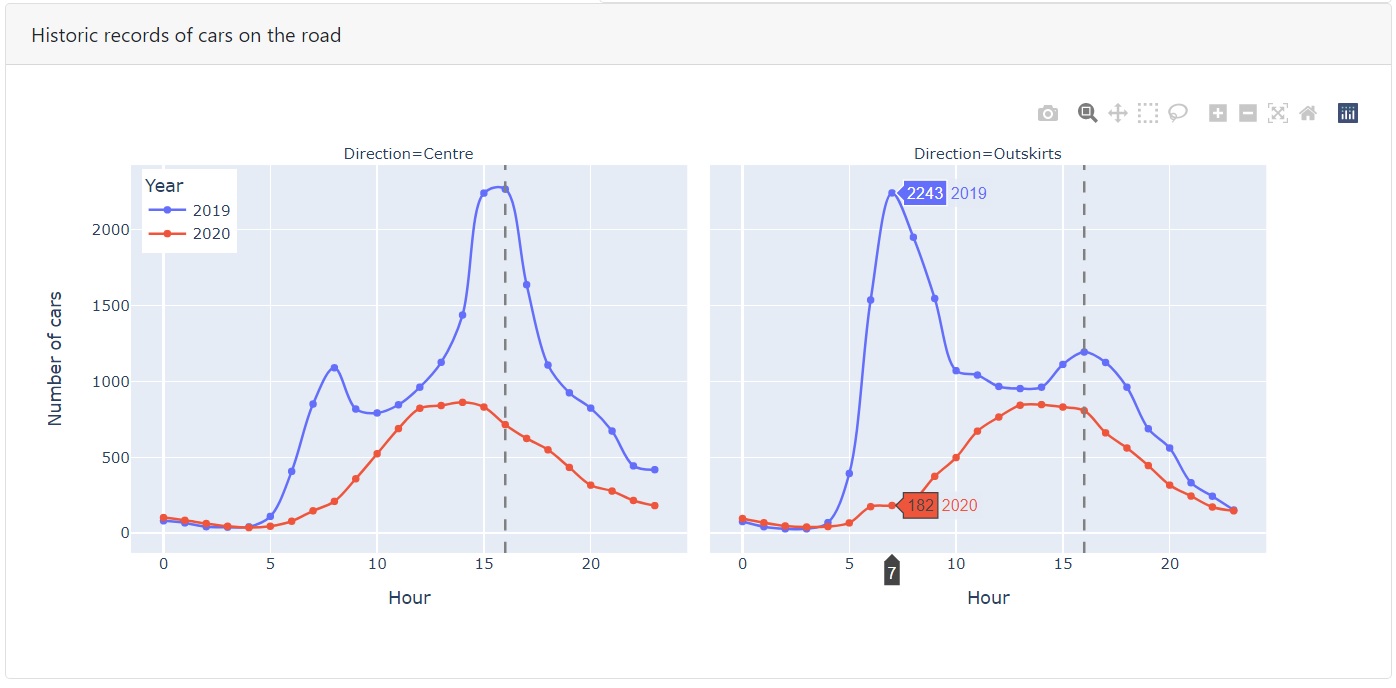 Historic records of cars on the road
Direction=Centre
Direction=Outskirts
Year
2019
2020
2243 2019
182 2020
2000
1500
1000
500
0
Number of cars
0 5 10 15 20
0 5 10 15 20
7
Hour
Hour